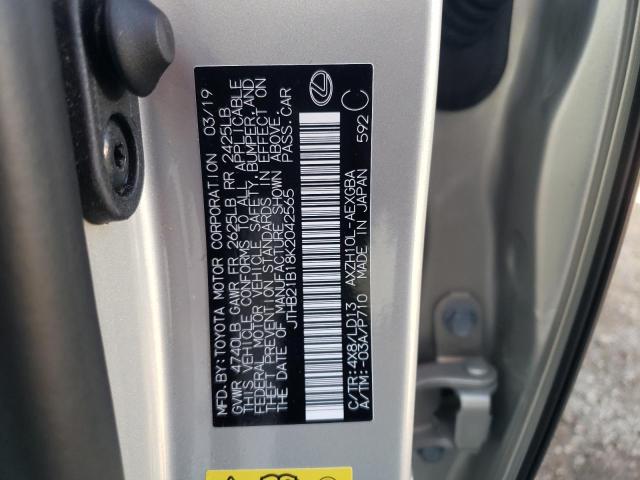 MFD. BY: TOYOTA MOTOR CORPORATION 03/19
GVWR 4740LB GAWR FR 2625LB RR 2425LB
THIS VEHICLE CONFORMS TO ALL APPLICABLE
FEDERAL MOTOR VEHICLE SAFETY, BUMPER, AND
THEFT PREVENTION STANDARDS IN EFFECT ON
THE DATE OF MANUFACTURE SHOWN ABOVE.
JTHB21B18K2042565 PASS. CAR
C/TR: 4X8/LD13 AXZH10L-AEXGBA
A/TM: -03A/P710 MADE IN JAPAN 592 C